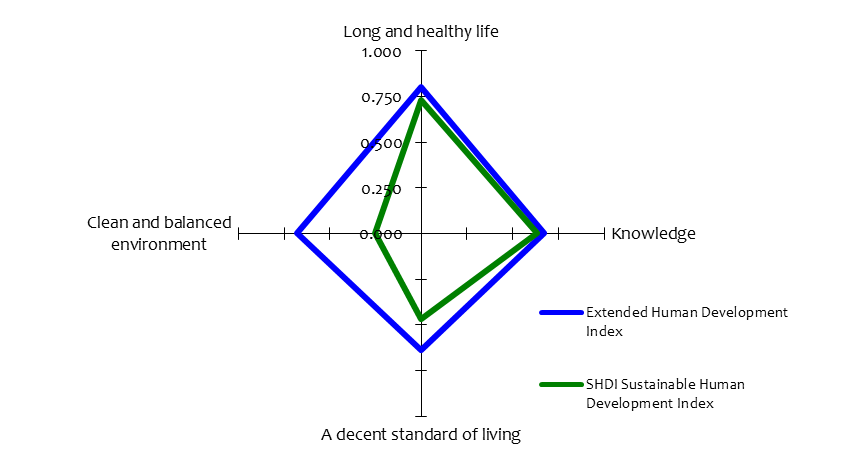 Long and healthy life
1.000
0.750
0.500
0.250
0.000
Clean and balanced
environment
Knowledge
Extended Human Development
Index
SHDI Sustainable Human
Development Index
A decent standard of living